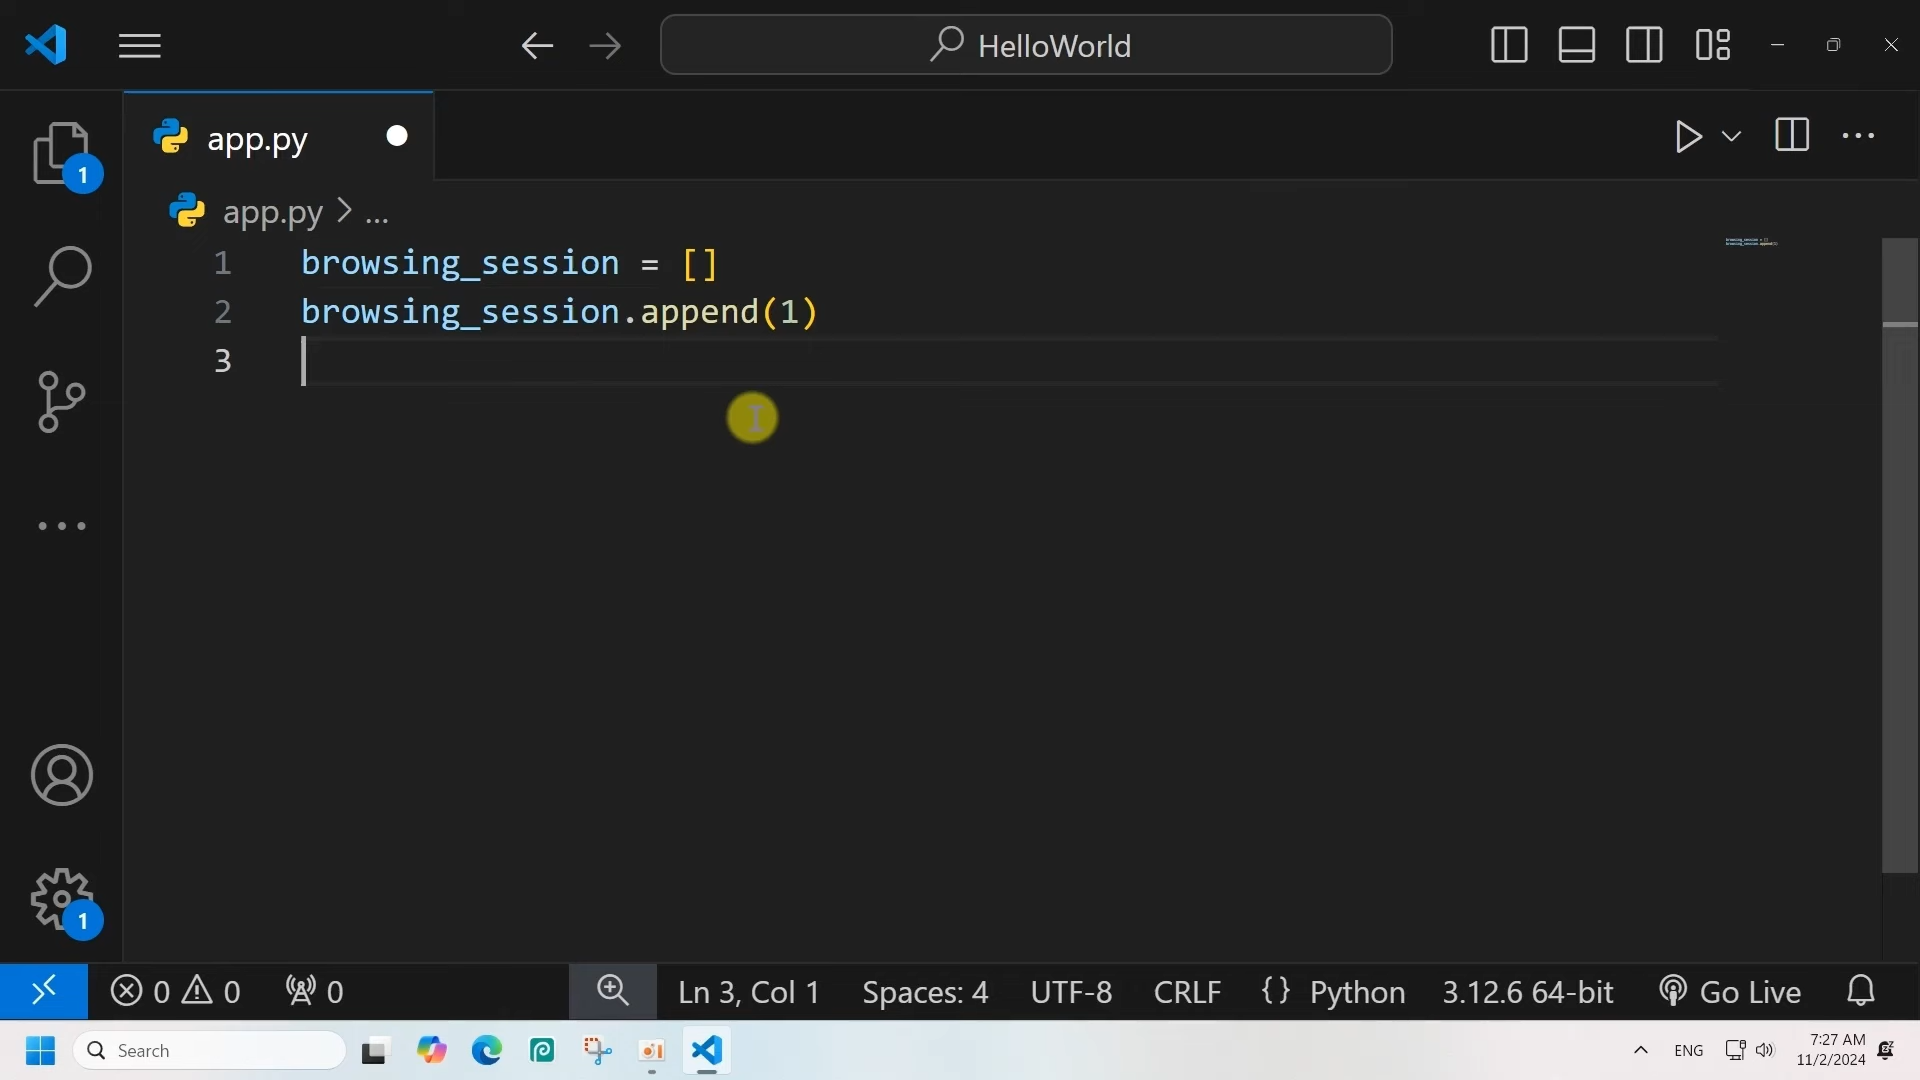 HelloWorld
app.py
1
app.py > ...
1 browsing_session = []
2 browsing_session.append(1)
3
1
0 0 0
Ln 3, Col 1 Spaces: 4 UTF-8 CRLF {} Python 3.12.6 64-bit Go Live
Search
ENG
7:27 AM
11/2/2024